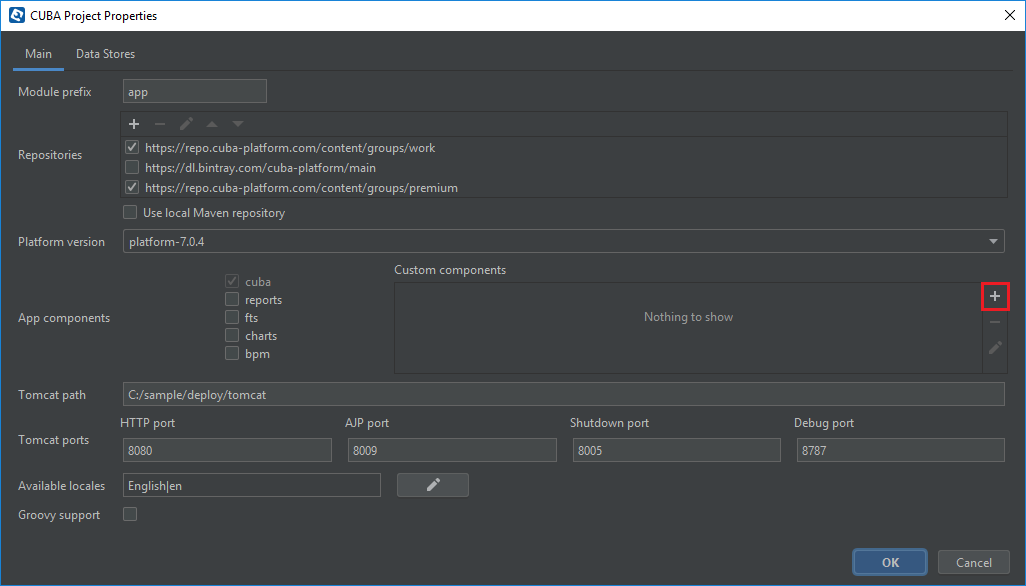 CUBA Project Properties
Main Data Stores
Module prefix app
Repositories
https://repo.cuba-platform.com/content/groups/work
https://dl.bintray.com/cuba-platform/main
https://repo.cuba-platform.com/content/groups/premium
Use local Maven repository
Platform version platform-7.0.4
App components
cuba
reports
fts
charts
bpm
Custom components
Nothing to show
Tomcat path C:/sample/deploy/tomcat
Tomcat ports
HTTP port AJP port Shutdown port Debug port
8080 8009 8005 8787
Available locales English|en
Groovy support
OK Cancel